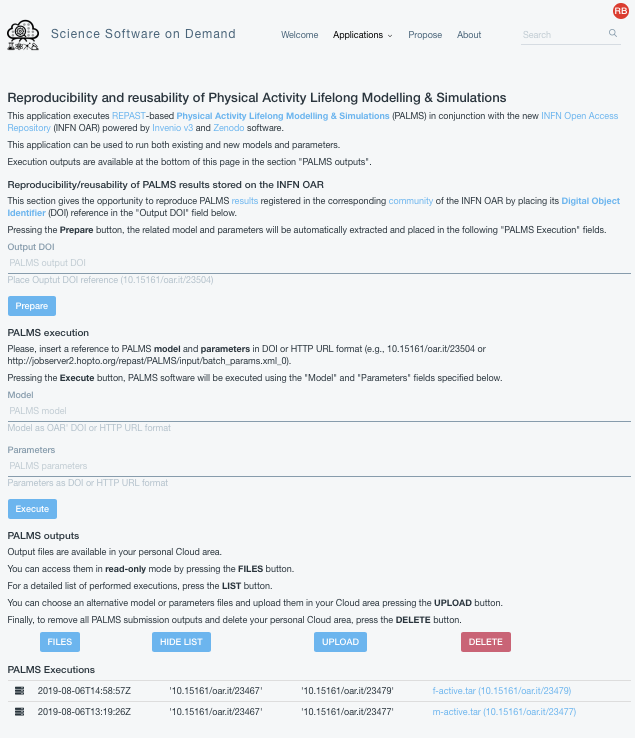 RB
Science Software on Demand
Welcome Applications Propose About Search
Reproducibility and reusability of Physical Activity Lifelong Modelling & Simulations
This application executes REPAST-based Physical Activity Lifelong Modelling & Simulations (PALMS) in conjunction with the new INFN Open Access
Repository (INFN OAR) powered by Invenio v3 and Zenodo software.
This application can be used to run both existing and new models and parameters.
Execution outputs are available at the bottom of this page in the section "PALMS outputs".
Reproducibility/reusability of PALMS results stored on the INFN OAR
This section gives the opportunity to reproduce PALMS results registered in the corresponding community of the INFN OAR by placing its Digital Object
Identifier (DOI) reference in the "Output DOI" field below.
Pressing the Prepare button, the related model and parameters will be automatically extracted and placed in the following "PALMS Execution" fields.
Output DOI
PALMS output DOI
Place Ouptut DOI reference (10.15161/oar.it/23504)
Prepare
PALMS execution
Please, insert a reference to PALMS model and parameters in DOI or HTTP URL format (e.g., 10.15161/oar.it/23504 or
http://jobserver2.hopto.org/repast/PALMS/input/batch_params.xml_0).
Pressing the Execute button, PALMS software will be executed using the "Model" and "Parameters" fields specified below.
Model
PALMS model
Model as OAR' DOI or HTTP URL format
Parameters
PALMS parameters
Parameters as DOI or HTTP URL format
Execute
PALMS outputs
Output files are available in your personal Cloud area.
You can access them in read-only mode by pressing the FILES button.
For a detailed list of performed executions, press the LIST button.
You can choose an alternative model or parameters files and upload them in your Cloud area pressing the UPLOAD button.
Finally, to remove all PALMS submission outputs and delete your personal Cloud area, press the DELETE button.
FILES HIDE LIST UPLOAD DELETE
PALMS Executions
2019-08-06T14:58:57Z '10.15161/oar.it/23467' '10.15161/oar.it/23479' f-active.tar (10.15161/oar.it/23479)
2019-08-06T13:19:26Z '10.15161/oar.it/23467' '10.15161/oar.it/23477' m-active.tar (10.15161/oar.it/23477)